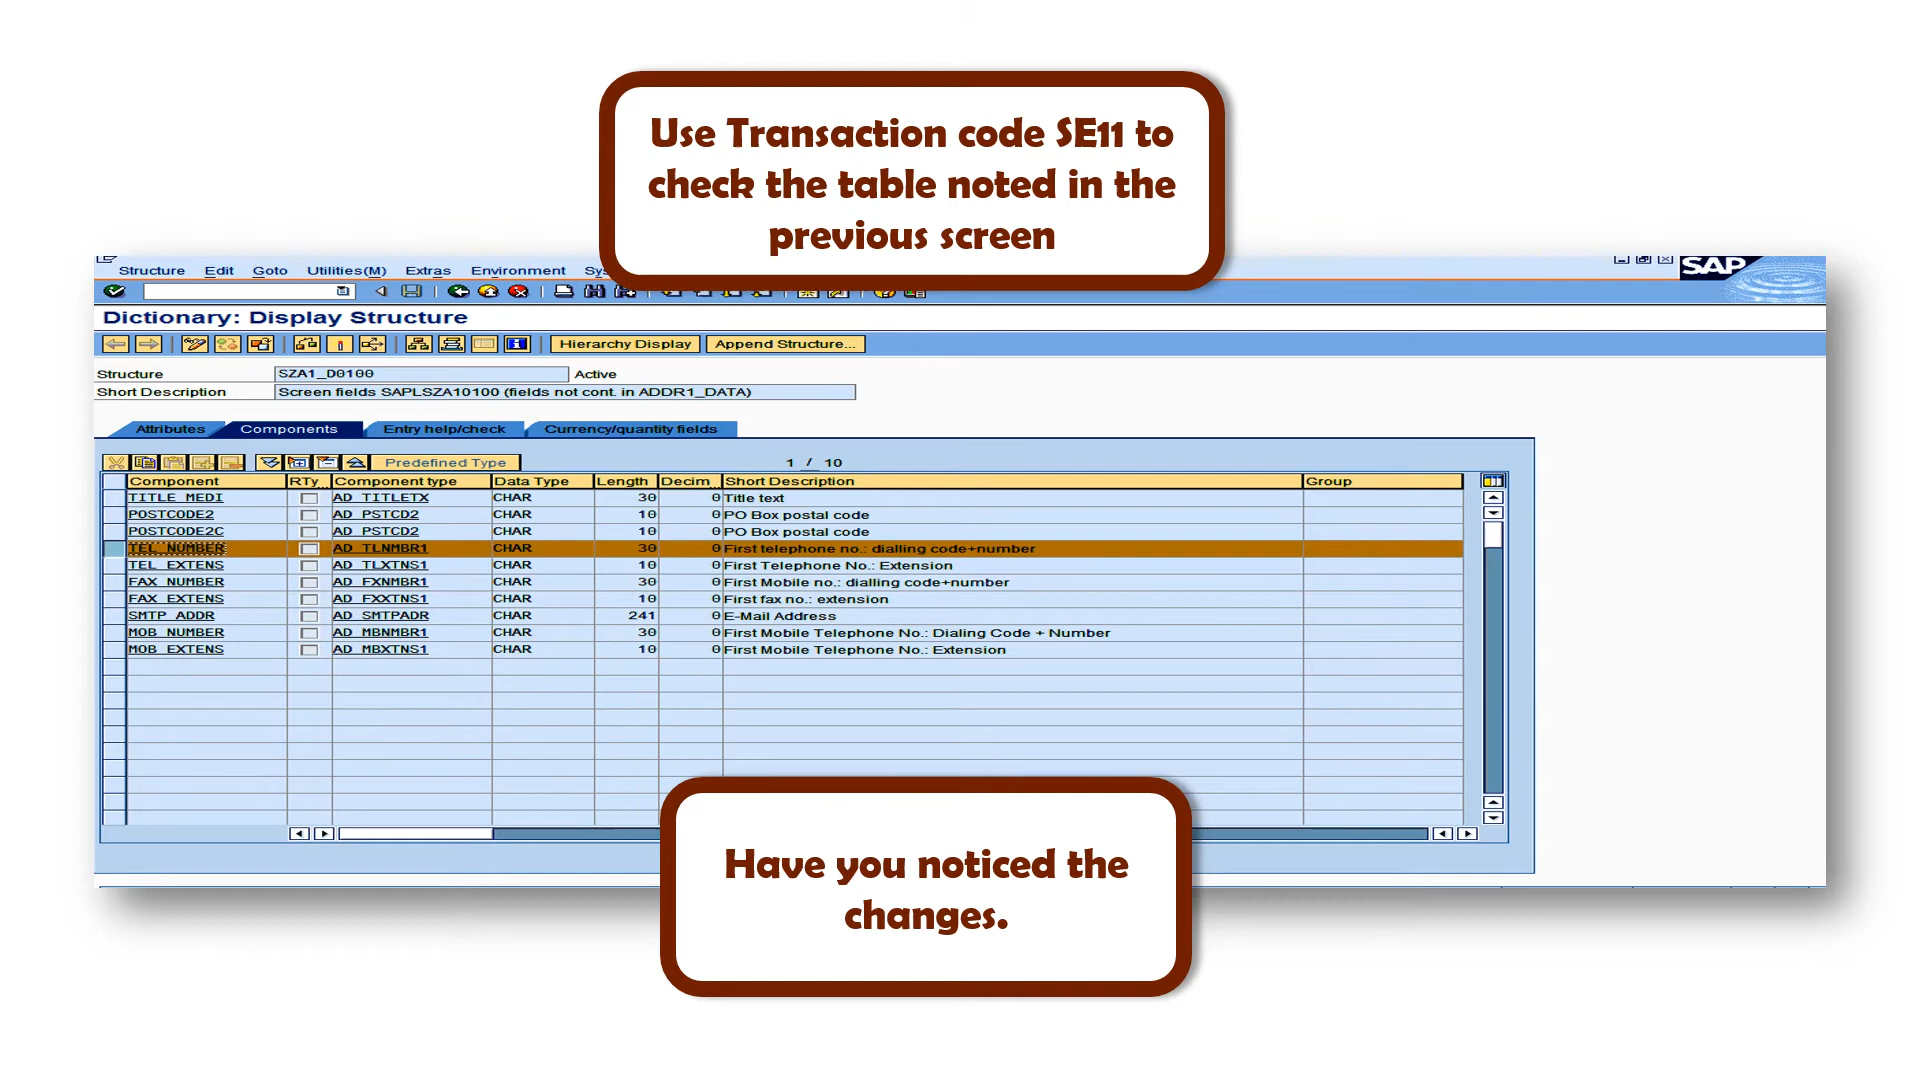 Use Transaction code SE11 to
check the table noted in the
previous screen
Structure Edit Goto Utilities(M) Extras Environment
SAP
Dictionary: Display Structure
Hierarchy Display Append Structure...
Structure SZA1_D0100 Active
Short Description Screen fields SAPLSZA10100 (fields not cont. in ADDR1_DATA)
Attributes Components Entry help/check Currency/quantity fields
Predefined Type 1 / 10
Component RTy... Component type Data Type Length Decim... Short Description Group
TITLE_MEDI AD_TITLETX CHAR 30 0 Title text
POSTCODE2 AD_PSTCD2 CHAR 10 0 PO Box postal code
POSTCODE2C AD_PSTCD2 CHAR 10 0 PO Box postal code
TEL_NUMBER AD_TLNMBR1 CHAR 30 0 First telephone no.: dialling code+number
TEL_EXTENS AD_TLXTNS1 CHAR 10 0 First Telephone No.: Extension
FAX_NUMBER AD_FXNMBR1 CHAR 30 0 First Mobile no.: dialling code+number
FAX_EXTENS AD_FXXTNS1 CHAR 10 0 First fax no.: extension
SMTP_ADDR AD_SMTPADR CHAR 241 0 E-Mail Address
MOB_NUMBER AD_MBNMBR1 CHAR 30 0 First Mobile Telephone No.: Dialing Code + Number
MOB_EXTENS AD_MBXTNS1 CHAR 10 0 First Mobile Telephone No.: Extension
Have you noticed the
changes.